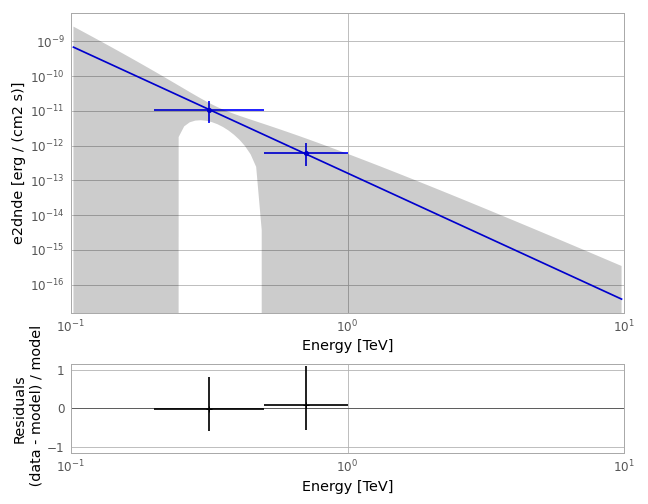 e2dnde [erg / (cm2 s)]
10⁻⁹
10⁻¹⁰
10⁻¹¹
10⁻¹²
10⁻¹³
10⁻¹⁴
10⁻¹⁵
10⁻¹⁶
10⁻¹ 10⁰ 10¹
Energy [TeV]
Residuals
(data - model) / model
1
0
−1
10⁻¹ 10⁰ 10¹
Energy [TeV]